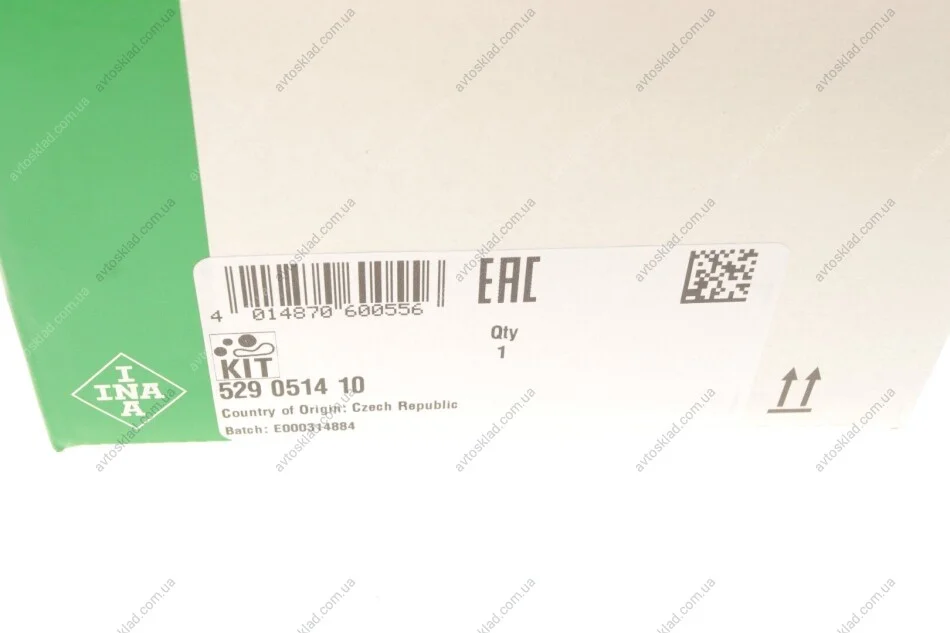 4 014870 600556
EAC
Qty
1
KIT
529 0514 10
Country of Origin: Czech Republic
Batch: E000314884
I
INA
A
avtosklad.com.ua